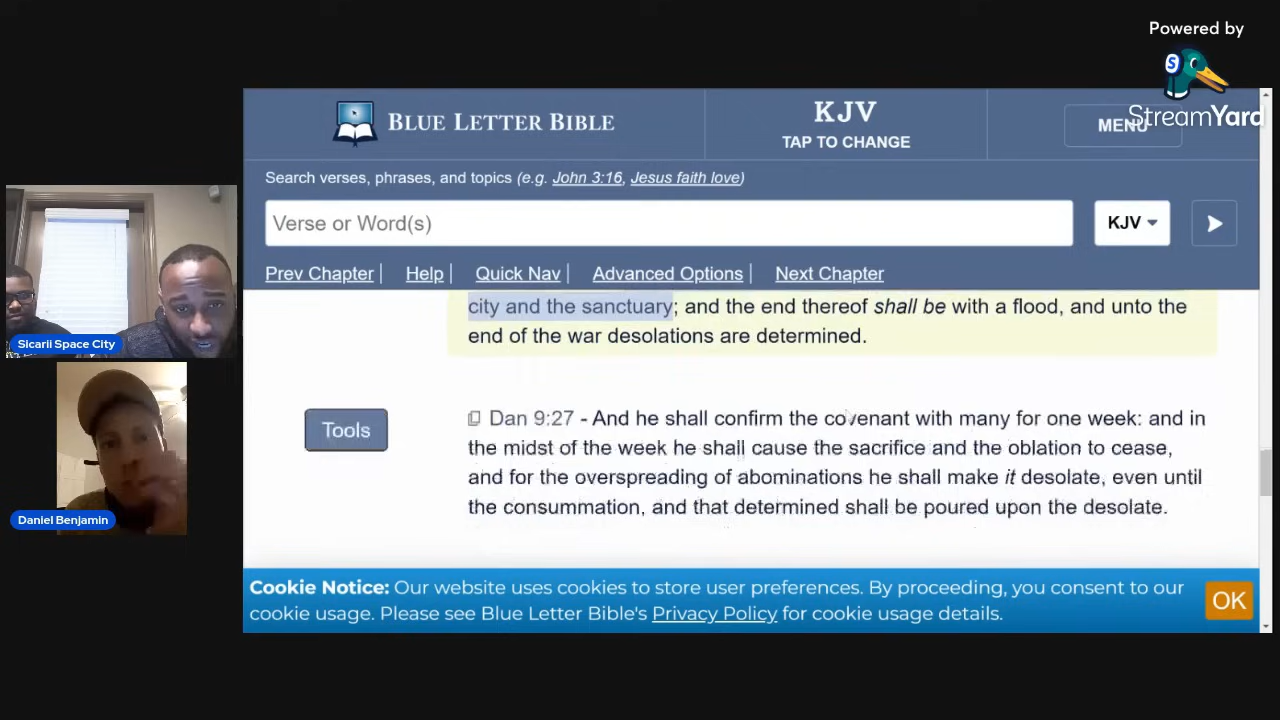 Powered by
StreamYard
BLUE LETTER BIBLE
KJV
TAP TO CHANGE
MENU
Search verses, phrases, and topics (e.g. John 3:16, Jesus faith love)
Verse or Word(s)
KJV
Prev Chapter
Help
Quick Nav
Advanced Options
Next Chapter
city and the sanctuary; and the end thereof shall be with a flood, and unto the
end of the war desolations are determined.
Tools
Dan 9:27 - And he shall confirm the covenant with many for one week: and in
the midst of the week he shall cause the sacrifice and the oblation to cease,
and for the overspreading of abominations he shall make it desolate, even until
the consummation, and that determined shall be poured upon the desolate.
Cookie Notice: Our website uses cookies to store user preferences. By proceeding, you consent to our
cookie usage. Please see Blue Letter Bible's Privacy Policy for cookie usage details.
OK
Sicarii Space City
Daniel Benjamin